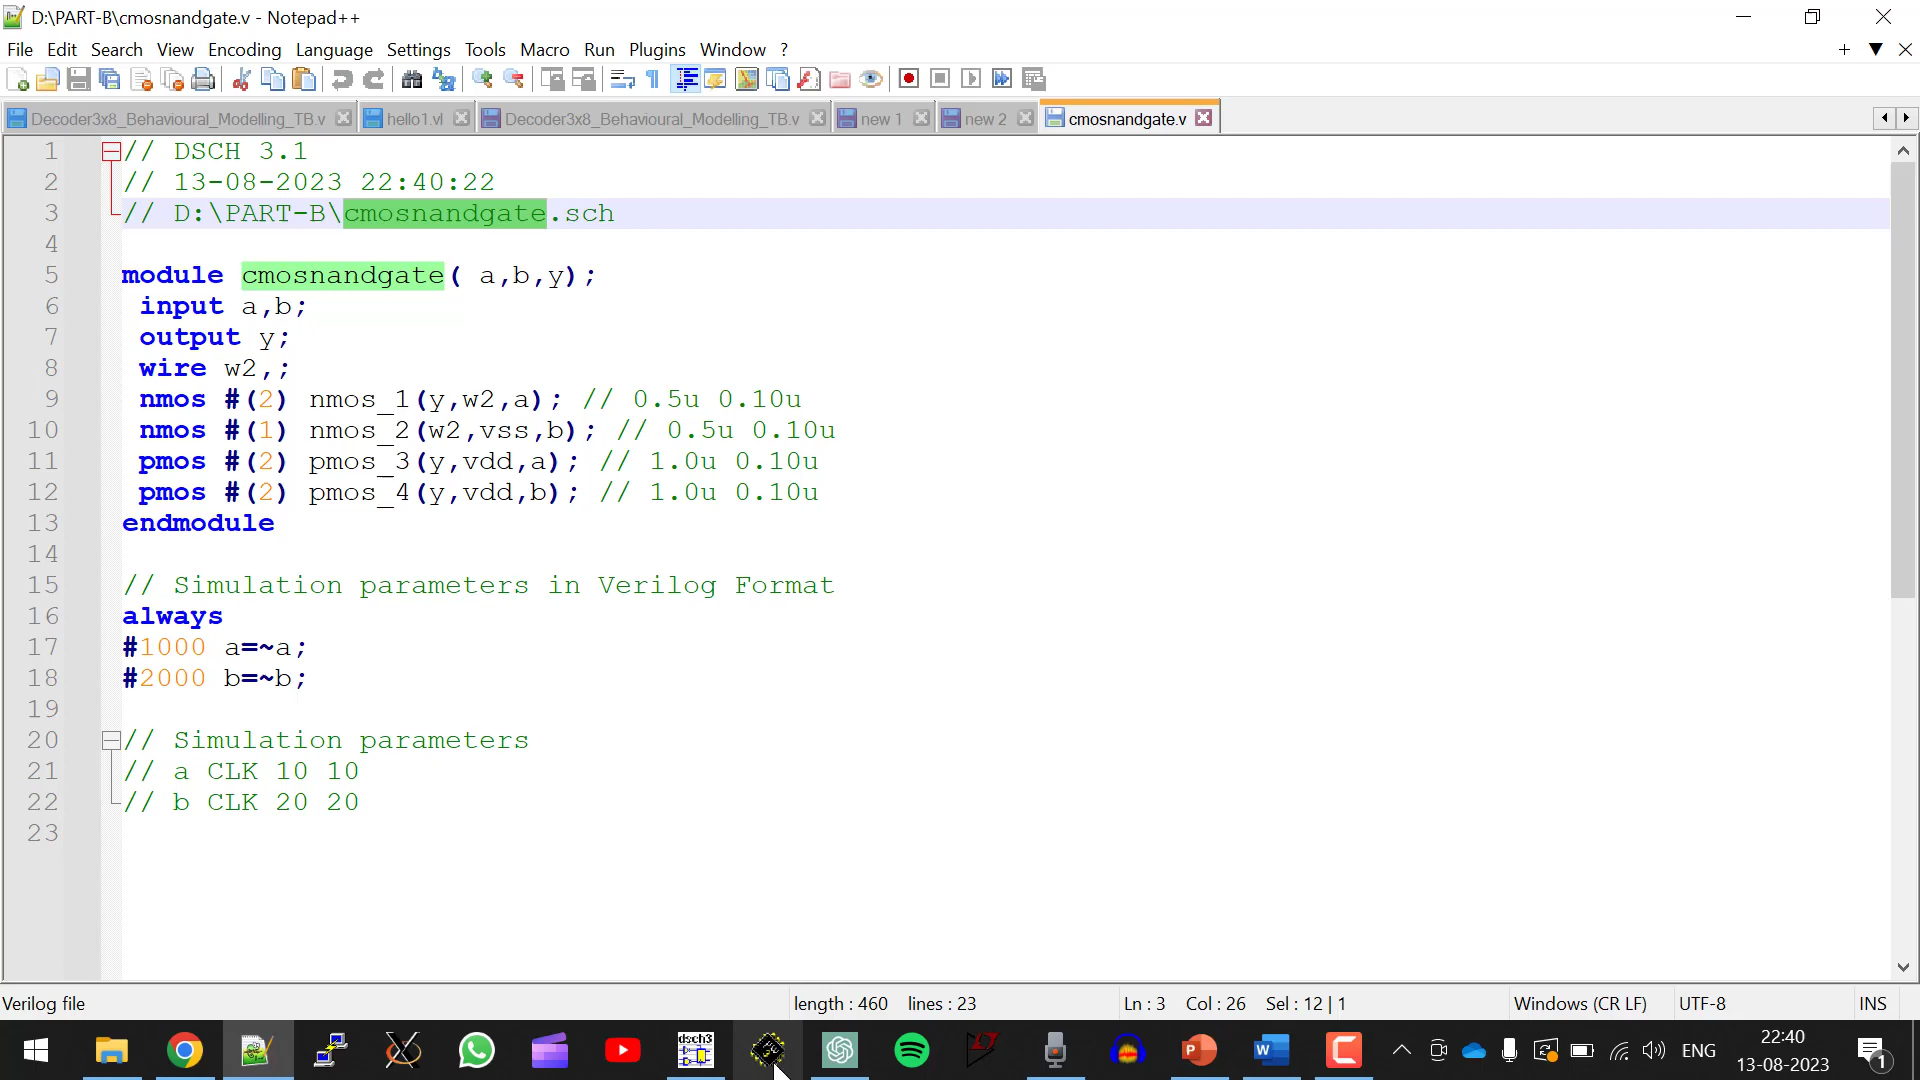 D:\PART-B\cmosnandgate.v - Notepad++
File Edit Search View Encoding Language Settings Tools Macro Run Plugins Window ?
Decoder3x8_Behavioural_Modelling_TB.v hello1.vl Decoder3x8_Behavioural_Modelling_TB.v new 1 new 2 cmosnandgate.v
1 // DSCH 3.1
2 // 13-08-2023 22:40:22
3 // D:\PART-B\cmosnandgate.sch
4
5 module cmosnandgate( a,b,y);
6 input a,b;
7 output y;
8 wire w2,;
9 nmos #(2) nmos_1(y,w2,a); // 0.5u 0.10u
10 nmos #(1) nmos_2(w2,vss,b); // 0.5u 0.10u
11 pmos #(2) pmos_3(y,vdd,a); // 1.0u 0.10u
12 pmos #(2) pmos_4(y,vdd,b); // 1.0u 0.10u
13 endmodule
14
15 // Simulation parameters in Verilog Format
16 always
17 #1000 a=~a;
18 #2000 b=~b;
19
20 // Simulation parameters
21 // a CLK 10 10
22 // b CLK 20 20
23
Verilog file length : 460 lines : 23 Ln : 3 Col : 26 Sel : 12 | 1 Windows (CR LF) UTF-8 INS
dsch3
ENG
22:40
13-08-2023
1